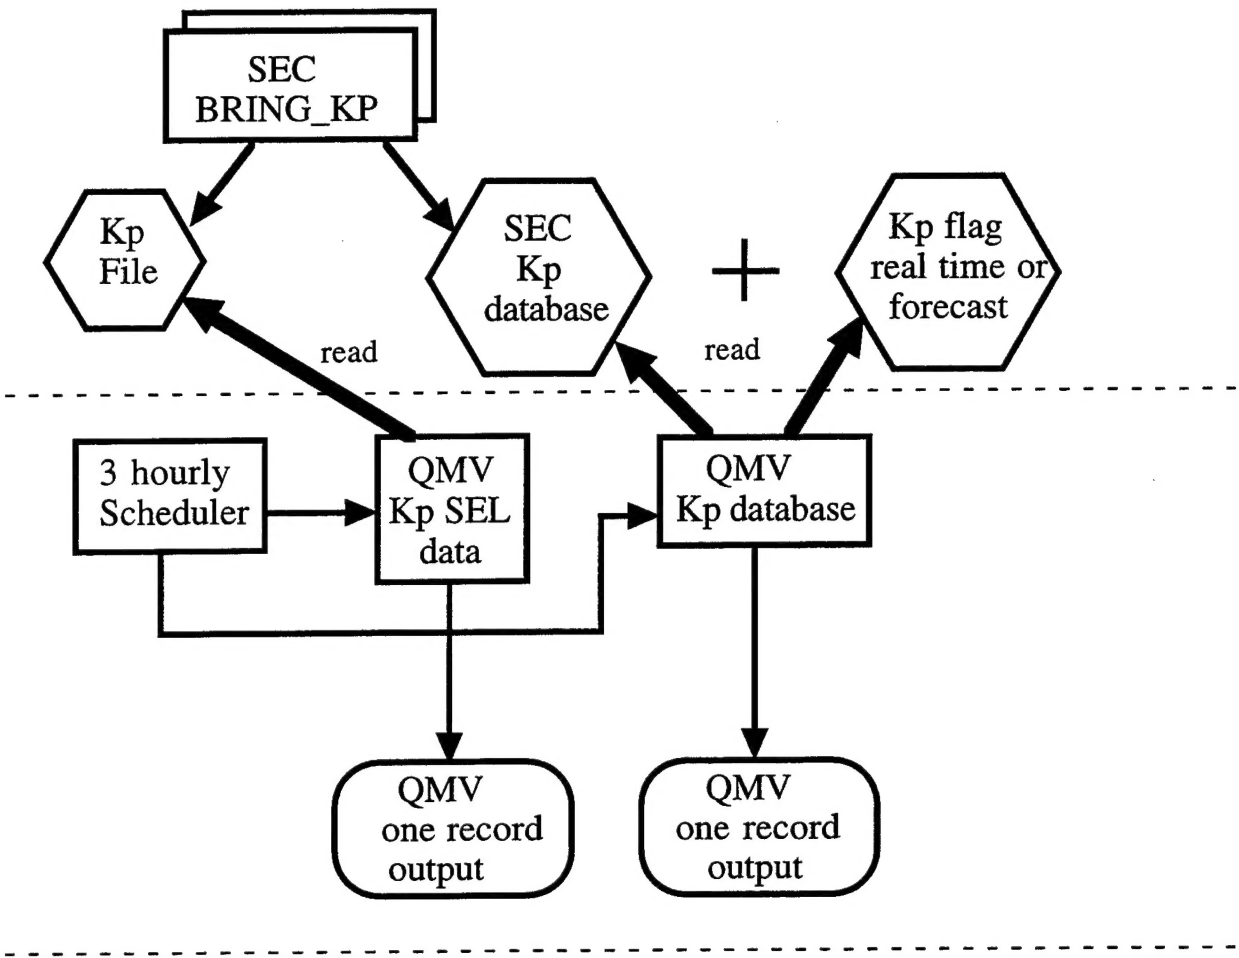 SEC
BRING_KP
Kp
File
SEC
Kp
database
+
Kp flag
real time or
forecast
read
read
3 hourly
Scheduler
QMV
Kp SEL
data
QMV
Kp database
QMV
one record
output
QMV
one record
output